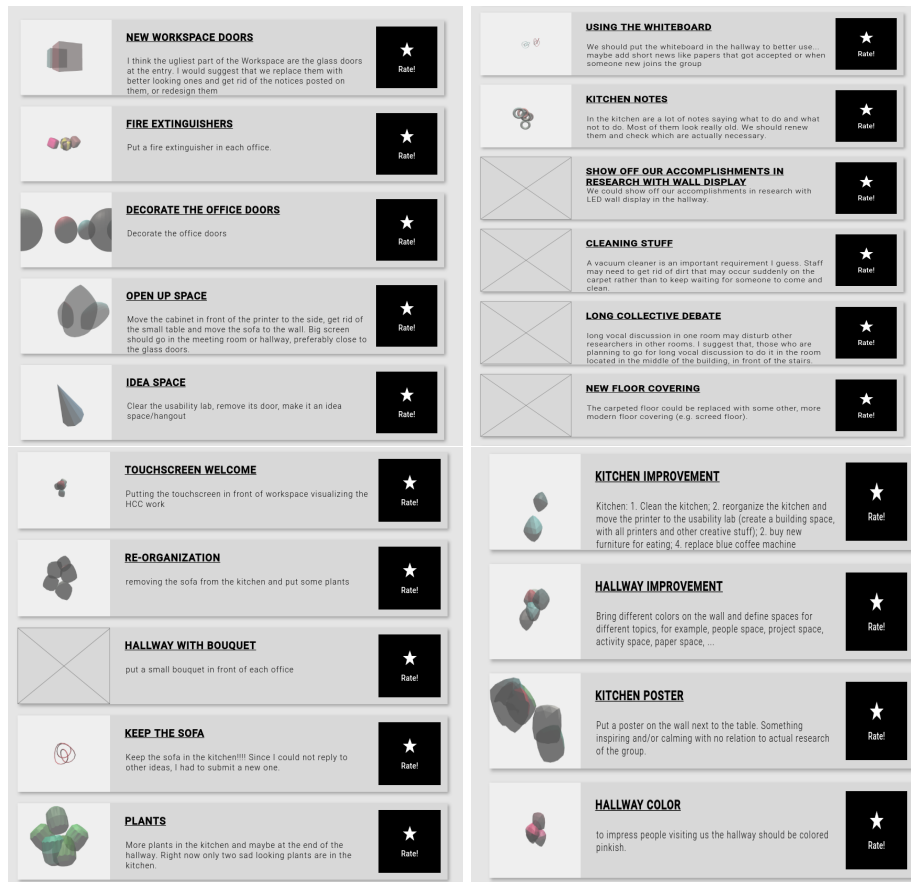 NEW WORKSPACE DOORS
I think the ugliest part of the Workspace are the glass doors
at the entry. I would suggest that we replace them with
better looking ones and get rid of the notices posted on
them, or redesign them
Rate!
FIRE EXTINGUISHERS
Put a fire extinguisher in each office.
Rate!
DECORATE THE OFFICE DOORS
Decorate the office doors
Rate!
OPEN UP SPACE
Move the cabinet in front of the printer to the side, get rid of
the small table and move the sofa to the wall. Big screen
should go in the meeting room or hallway, preferably close to
the glass doors.
Rate!
IDEA SPACE
Clear the usability lab, remove its door, make it an idea
space/hangout
Rate!
USING THE WHITEBOARD
We should put the whiteboard in the hallway to better use...
maybe add short news like papers that got accepted or when
someone new joins the group
Rate!
KITCHEN NOTES
In the kitchen are a lot of notes saying what to do and what
not to do. Most of them look really old. We should renew
them and check which are actually necessary.
Rate!
SHOW OFF OUR ACCOMPLISHMENTS IN
RESEARCH WITH WALL DISPLAY
We could show off our accomplishments in research with
LED wall display in the hallway.
Rate!
CLEANING STUFF
A vacuum cleaner is an important requirement I guess. Staff
may need to get rid of dirt that may occur suddenly on the
carpet rather than to keep waiting for someone to come and
clean.
Rate!
LONG COLLECTIVE DEBATE
long vocal discussion in one room may disturb other
researchers in other rooms. I suggest that, those who are
planning to go for long vocal discussion to do it in the room
located in the middle of the building, in front of the stairs.
Rate!
NEW FLOOR COVERING
The carpeted floor could be replaced with some other, more
modern floor covering (e.g. screed floor).
Rate!
TOUCHSCREEN WELCOME
Putting the touchscreen in front of workspace visualizing the
HCC work
Rate!
RE-ORGANIZATION
removing the sofa from the kitchen and put some plants
Rate!
HALLWAY WITH BOUQUET
put a small bouquet in front of each office
Rate!
KEEP THE SOFA
Keep the sofa in the kitchen!!!! Since I could not reply to
other ideas, I had to submit a new one.
Rate!
PLANTS
More plants in the kitchen and maybe at the end of the
hallway. Right now only two sad looking plants are in the
kitchen.
Rate!
KITCHEN IMPROVEMENT
Kitchen: 1. Clean the kitchen; 2. reorganize the kitchen and
move the printer to the usability lab (create a building space,
with all printers and other creative stuff); 2. buy new
furniture for eating; 4. replace blue coffee machine
Rate!
HALLWAY IMPROVEMENT
Bring different colors on the wall and define spaces for
different topics, for example, people space, project space,
activity space, paper space, ...
Rate!
KITCHEN POSTER
Put a poster on the wall next to the table. Something
inspiring and/or calming with no relation to actual research
of the group.
Rate!
HALLWAY COLOR
to impress people visiting us the hallway should be colored
pinkish.
Rate!